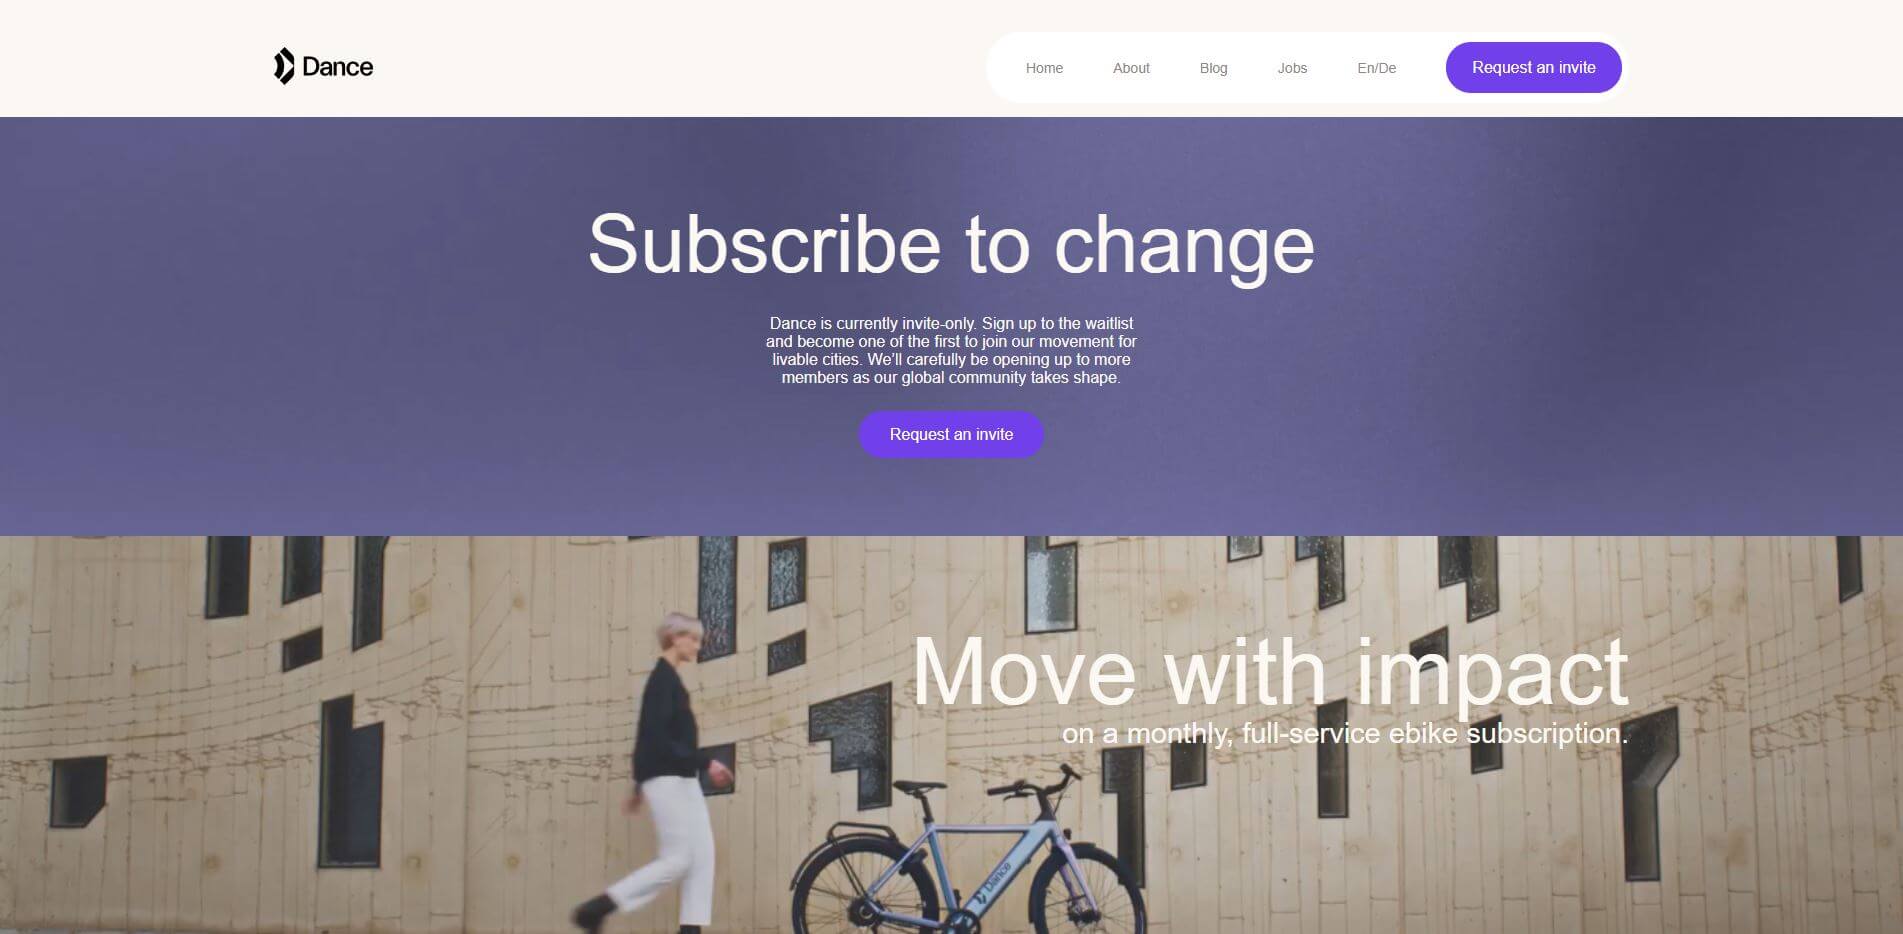 Dance
Home
About
Blog
Jobs
En/De
Request an invite
Subscribe to change
Dance is currently invite-only. Sign up to the waitlist
and become one of the first to join our movement for
livable cities. We’ll carefully be opening up to more
members as our global community takes shape.
Request an invite
Move with impact
on a monthly, full-service ebike subscription.
Dance